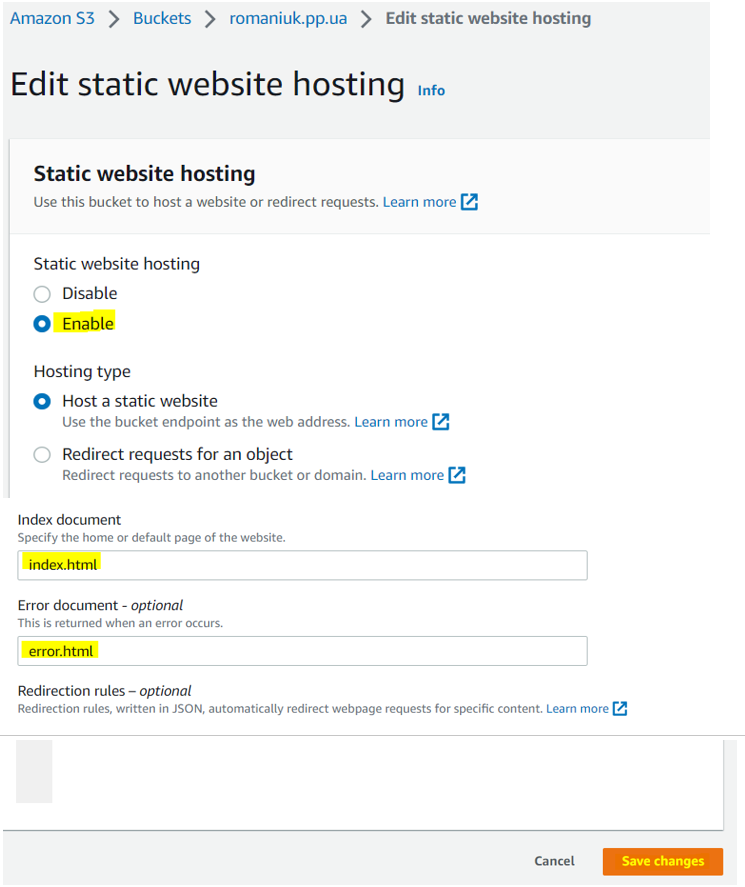 Amazon S3 > Buckets > romaniuk.pp.ua > Edit static website hosting
Edit static website hosting Info
Static website hosting
Use this bucket to host a website or redirect requests. Learn more
Static website hosting
Disable
Enable
Hosting type
Host a static website
Use the bucket endpoint as the web address. Learn more
Redirect requests for an object
Redirect requests to another bucket or domain. Learn more
Index document
Specify the home or default page of the website.
index.html
Error document - optional
This is returned when an error occurs.
error.html
Redirection rules – optional
Redirection rules, written in JSON, automatically redirect webpage requests for specific content. Learn more
Cancel Save changes